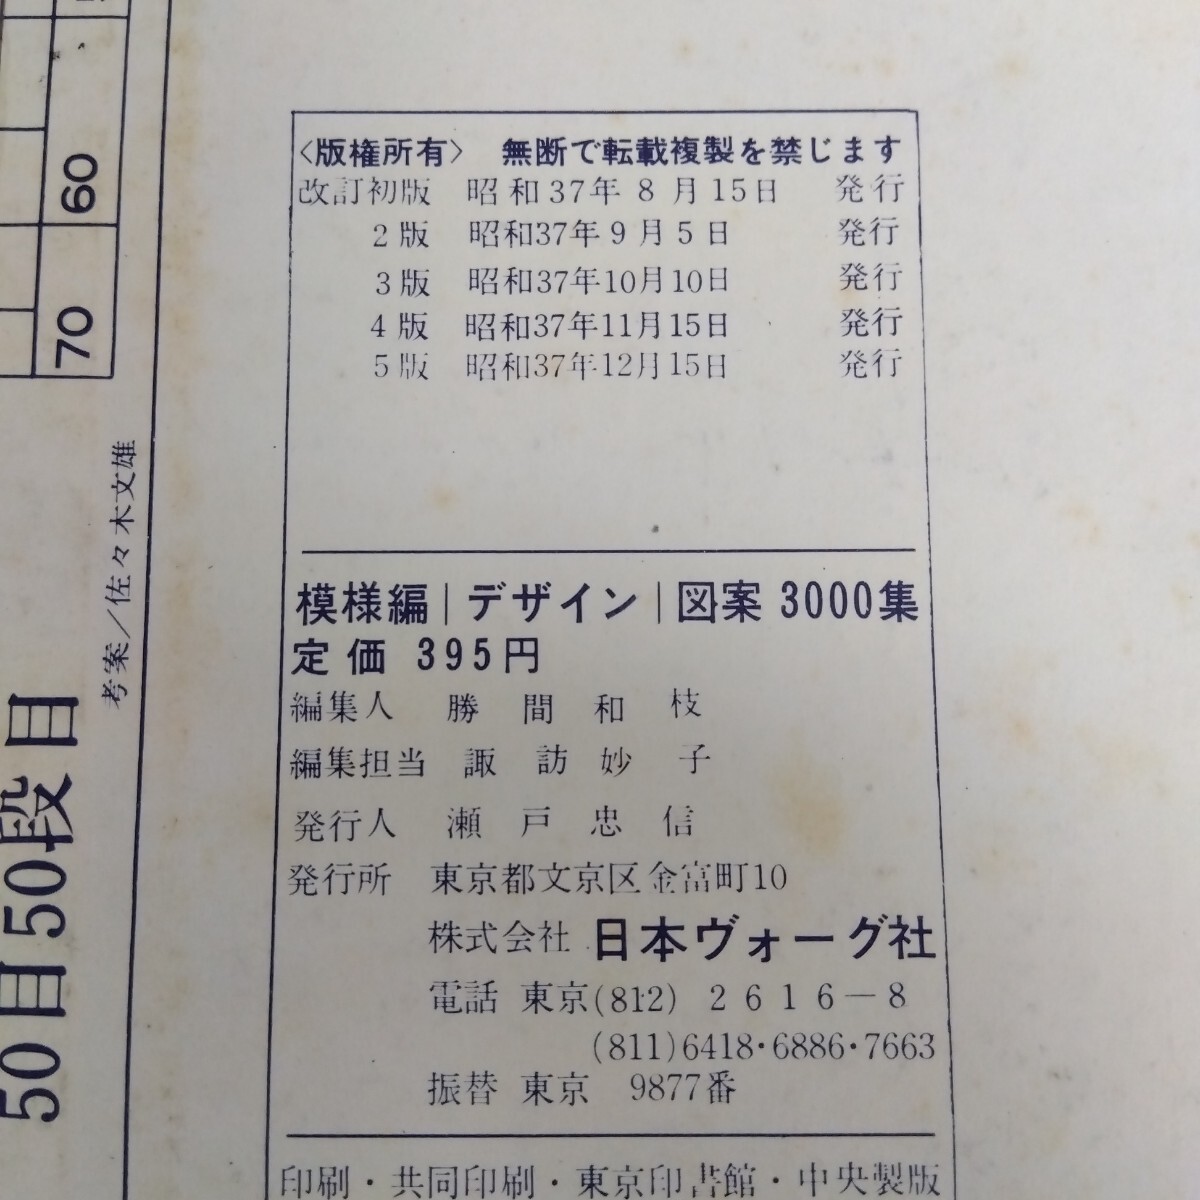 〈版権所有〉 無断で転載複製を禁じます
改訂初版 昭和37年8月15日 発行
2版 昭和37年9月5日 発行
3版 昭和37年10月10日 発行
4版 昭和37年11月15日 発行
5版 昭和37年12月15日 発行
模様編|デザイン|図案 3000集
定価 395円
編集人 勝間和枝
編集担当 諏訪妙子
発行人 瀬戸忠信
発行所 東京都文京区金富町10
株式会社 日本ヴォーグ社
電話 東京(812) 2616-8
(811)6418・6886・7663
振替 東京 9877番
印刷・共同印刷・東京印書館・中央製版
60
70
考案/佐々木文雄
50目50段目